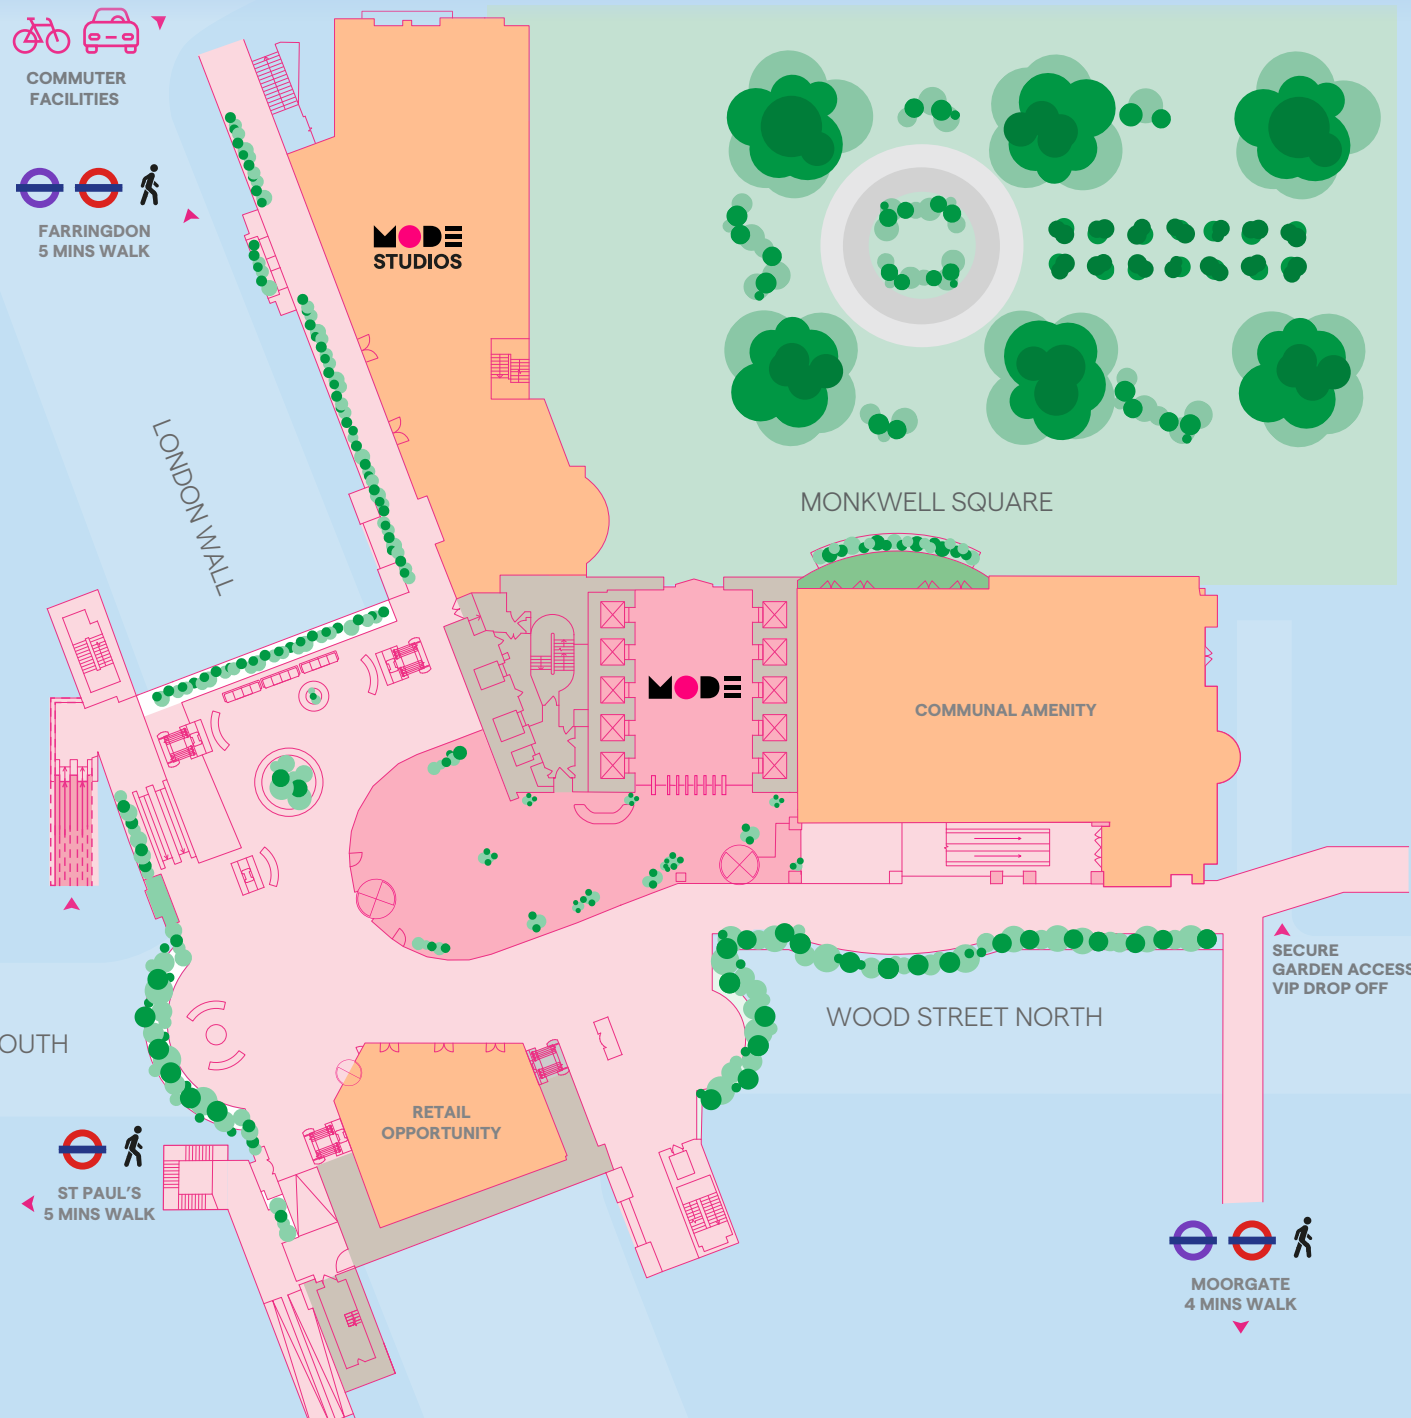 COMMUTER
FACILITIES
FARRINGDON
5 MINS WALK
MODE
STUDIOS
LONDON WALL
MONKWELL SQUARE
MODE
COMMUNAL AMENITY
SECURE
GARDEN ACCESS
VIP DROP OFF
WOOD STREET NORTH
OUTH
RETAIL
OPPORTUNITY
ST PAUL'S
5 MINS WALK
MOORGATE
4 MINS WALK